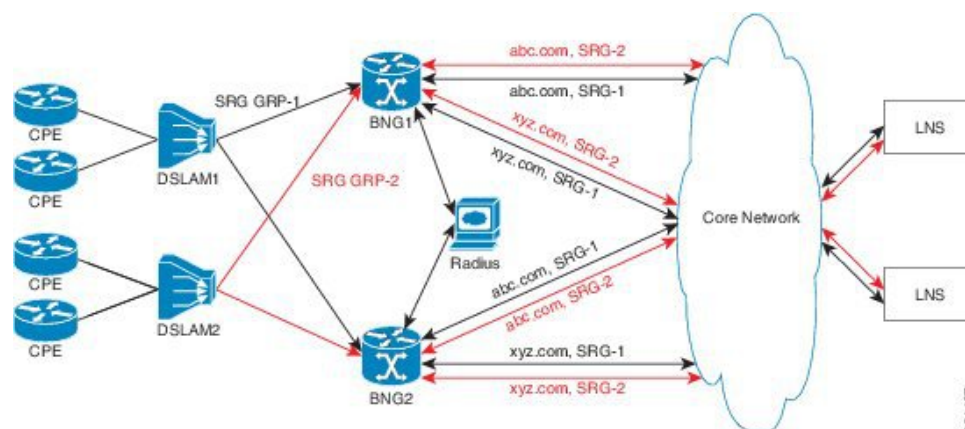 abc.com, SRG-2
abc.com, SRG-1
SRG GRP-1
BNG1
xyz.com, SRG-2
xyz.com, SRG-1
CPE
CPE
DSLAM1
LNS
SRG GRP-2
Core Network
Radius
CPE
CPE
DSLAM2
abc.com, SRG-1
abc.com, SRG-2
LNS
xyz.com, SRG-1
BNG2
xyz.com, SRG-2